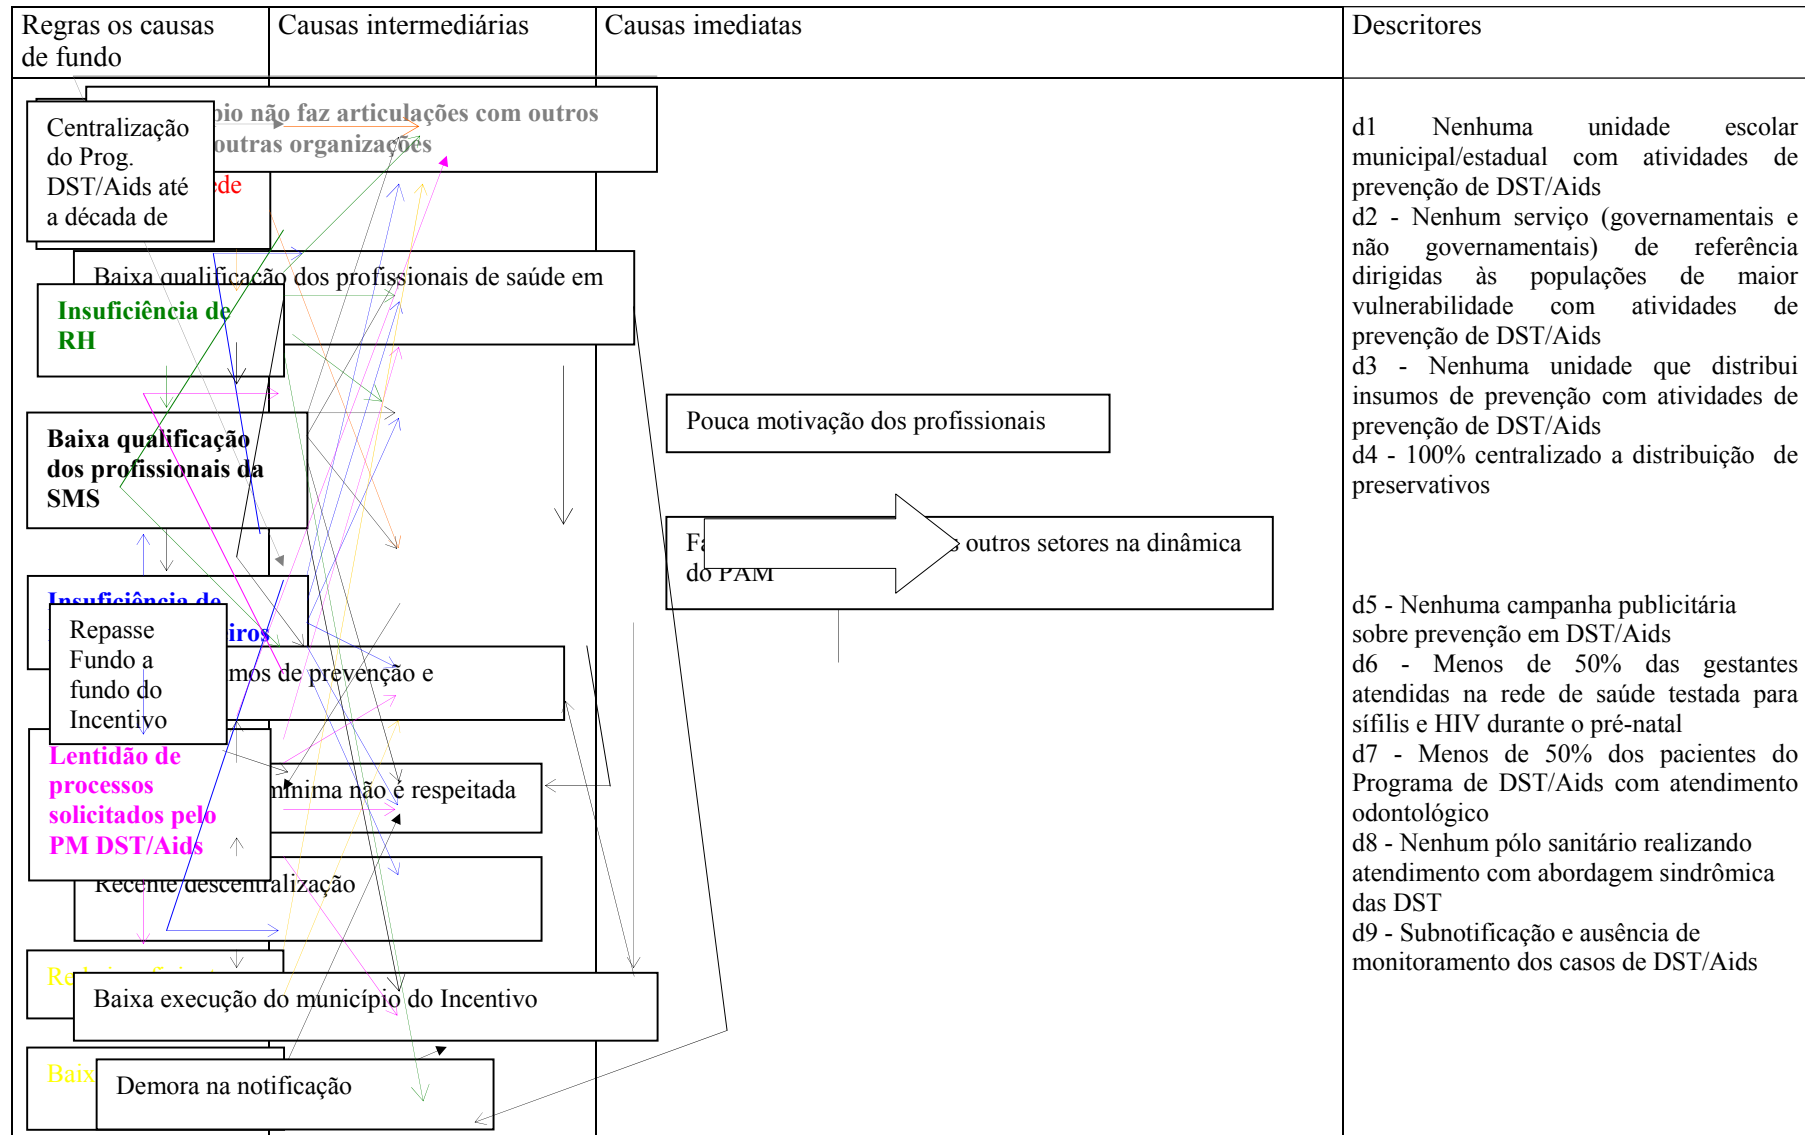 Regras os causas
de fundo
Causas intermediárias
Causas imediatas
Descritores
Centralização
do Prog.
DST/Aids até
a década de
não faz articulações com outros
outras organizações
Baixa qualificação dos profissionais de saúde em
Insuficiência de
RH
Baixa qualificação
dos profissionais da
SMS
Insuficiência de
Repasse
Fundo a
fundo do
Incentivo
de prevenção e
Lentidão de
processos
solicitados pelo
PM DST/Aids
mínima não é respeitada
Recente descentralização
Baixa execução do município do Incentivo
Demora na notificação
Pouca motivação dos profissionais
outros setores na dinâmica
do PAM
d1 Nenhuma unidade escolar
municipal/estadual com atividades de
prevenção de DST/Aids
d2 - Nenhum serviço (governamentais e
não governamentais) de referência
dirigidas às populações de maior
vulnerabilidade com atividades de
prevenção de DST/Aids
d3 - Nenhuma unidade que distribui
insumos de prevenção com atividades de
prevenção de DST/Aids
d4 - 100% centralizado a distribuição de
preservativos
d5 - Nenhuma campanha publicitária
sobre prevenção em DST/Aids
d6 - Menos de 50% das gestantes
atendidas na rede de saúde testada para
sífilis e HIV durante o pré-natal
d7 - Menos de 50% dos pacientes do
Programa de DST/Aids com atendimento
odontológico
d8 - Nenhum pólo sanitário realizando
atendimento com abordagem sindrômica
das DST
d9 - Subnotificação e ausência de
monitoramento dos casos de DST/Aids